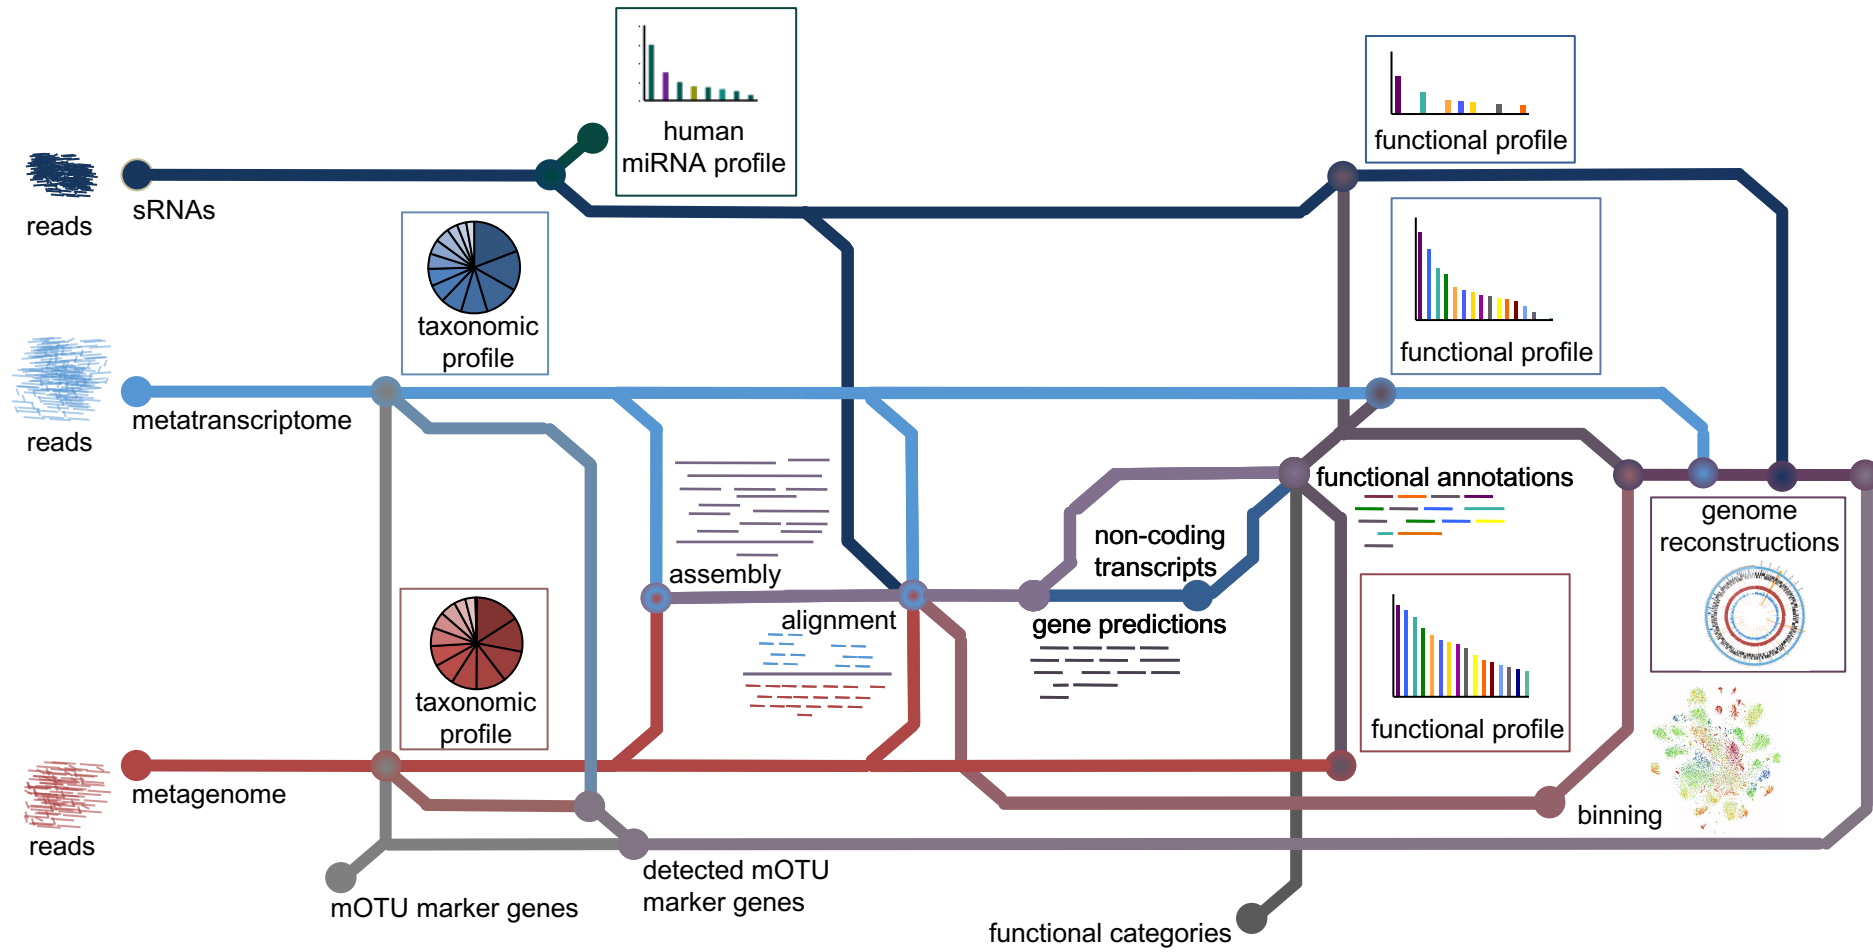 human
miRNA profile
functional profile
reads
sRNAs
taxonomic
profile
functional profile
reads
metatranscriptome
functional annotations
non-coding
transcripts
genome
reconstructions
assembly
alignment
gene predictions
taxonomic
profile
functional profile
reads
metagenome
binning
detected mOTU
marker genes
mOTU marker genes
functional categories